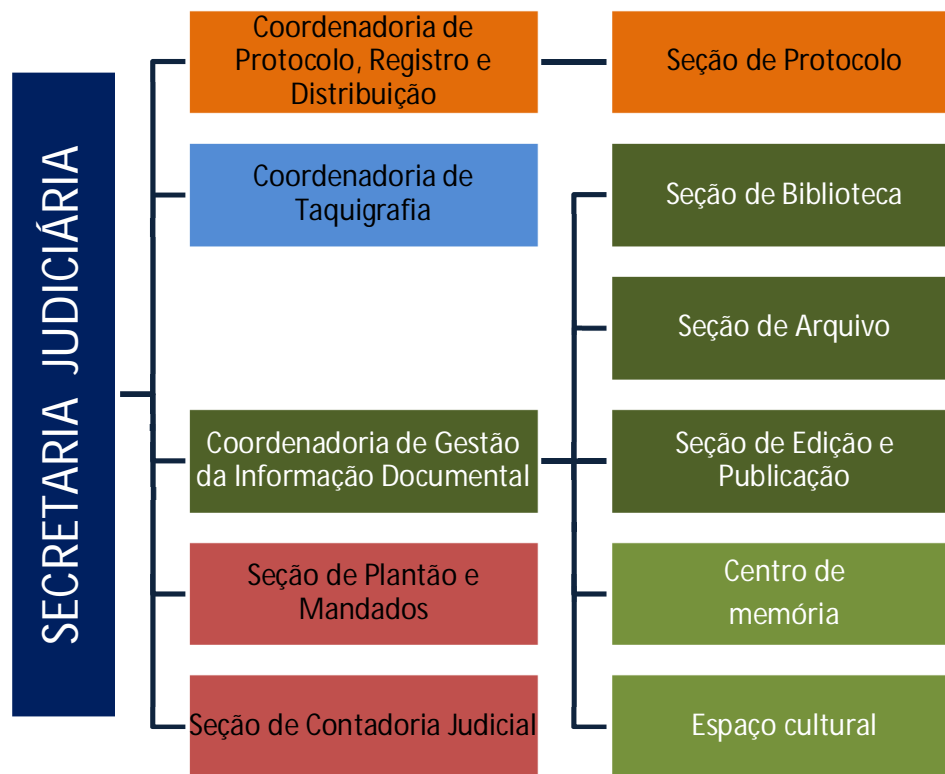 SECRETARIA JUDICIÁRIA
Coordenadoria de
Protocolo, Registro e
Distribuição
Seção de Protocolo
Coordenadoria de
Taquigrafia
Seção de Biblioteca
Seção de Arquivo
Coordenadoria de Gestão
da Informação Documental
Seção de Edição e
Publicação
Seção de Plantão e
Mandados
Centro de
memória
Seção de Contadoria Judicial
Espaço cultural